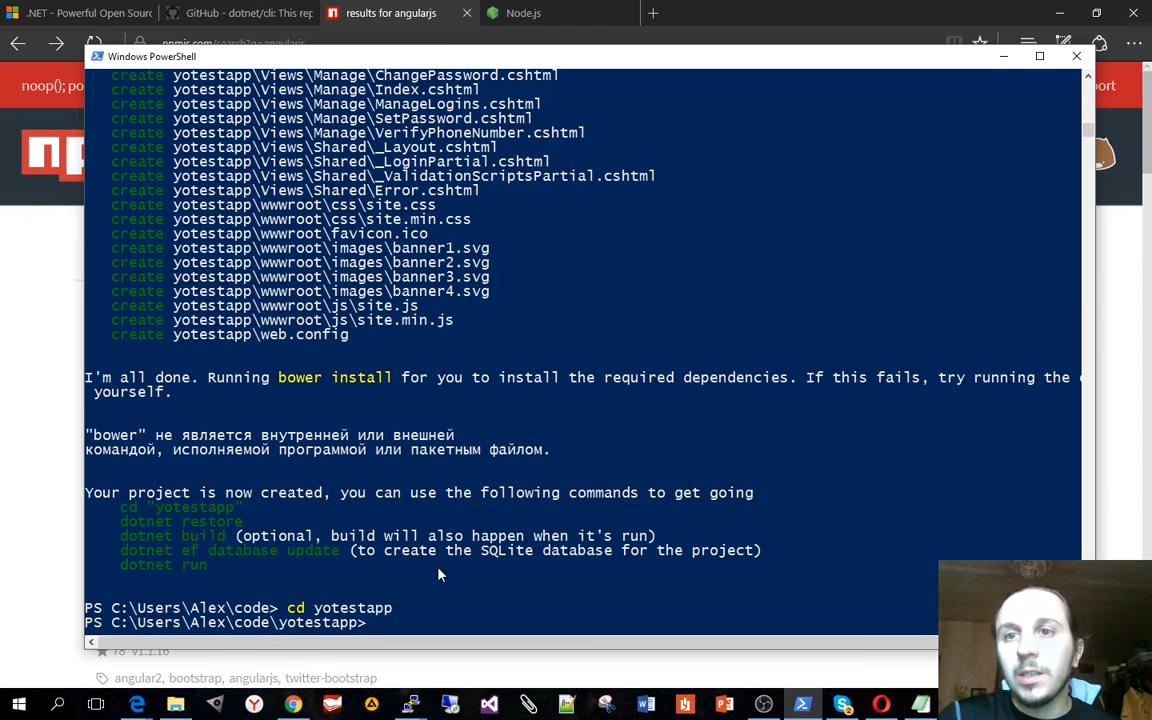 .NET - Powerful Open Sourc
GitHub - dotnet/cli: This rep
results for angularjs
Node.js
npmjs.com/search?q=angularjs
noop(); po
port
Windows PowerShell
create yotestapp\Views\Manage\ChangePassword.cshtml
create yotestapp\Views\Manage\Index.cshtml
create yotestapp\Views\Manage\ManageLogins.cshtml
create yotestapp\Views\Manage\SetPassword.cshtml
create yotestapp\Views\Manage\VerifyPhoneNumber.cshtml
create yotestapp\Views\Shared\_Layout.cshtml
create yotestapp\Views\Shared\_LoginPartial.cshtml
create yotestapp\Views\Shared\_ValidationScriptsPartial.cshtml
create yotestapp\Views\Shared\Error.cshtml
create yotestapp\wwwroot\css\site.css
create yotestapp\wwwroot\css\site.min.css
create yotestapp\wwwroot\favicon.ico
create yotestapp\wwwroot\images\banner1.svg
create yotestapp\wwwroot\images\banner2.svg
create yotestapp\wwwroot\images\banner3.svg
create yotestapp\wwwroot\images\banner4.svg
create yotestapp\wwwroot\js\site.js
create yotestapp\wwwroot\js\site.min.js
create yotestapp\web.config
I'm all done. Running bower install for you to install the required dependencies. If this fails, try running the
yourself.
"bower" не является внутренней или внешней
командой, исполняемой программой или пакетным файлом.
Your project is now created, you can use the following commands to get going
cd "yotestapp"
dotnet restore
dotnet build (optional, build will also happen when it's run)
dotnet ef database update (to create the SQLite database for the project)
dotnet run
PS C:\Users\Alex\code> cd yotestapp
PS C:\Users\Alex\code\yotestapp>
78 v1.1.16
angular2, bootstrap, angularjs, twitter-bootstrap